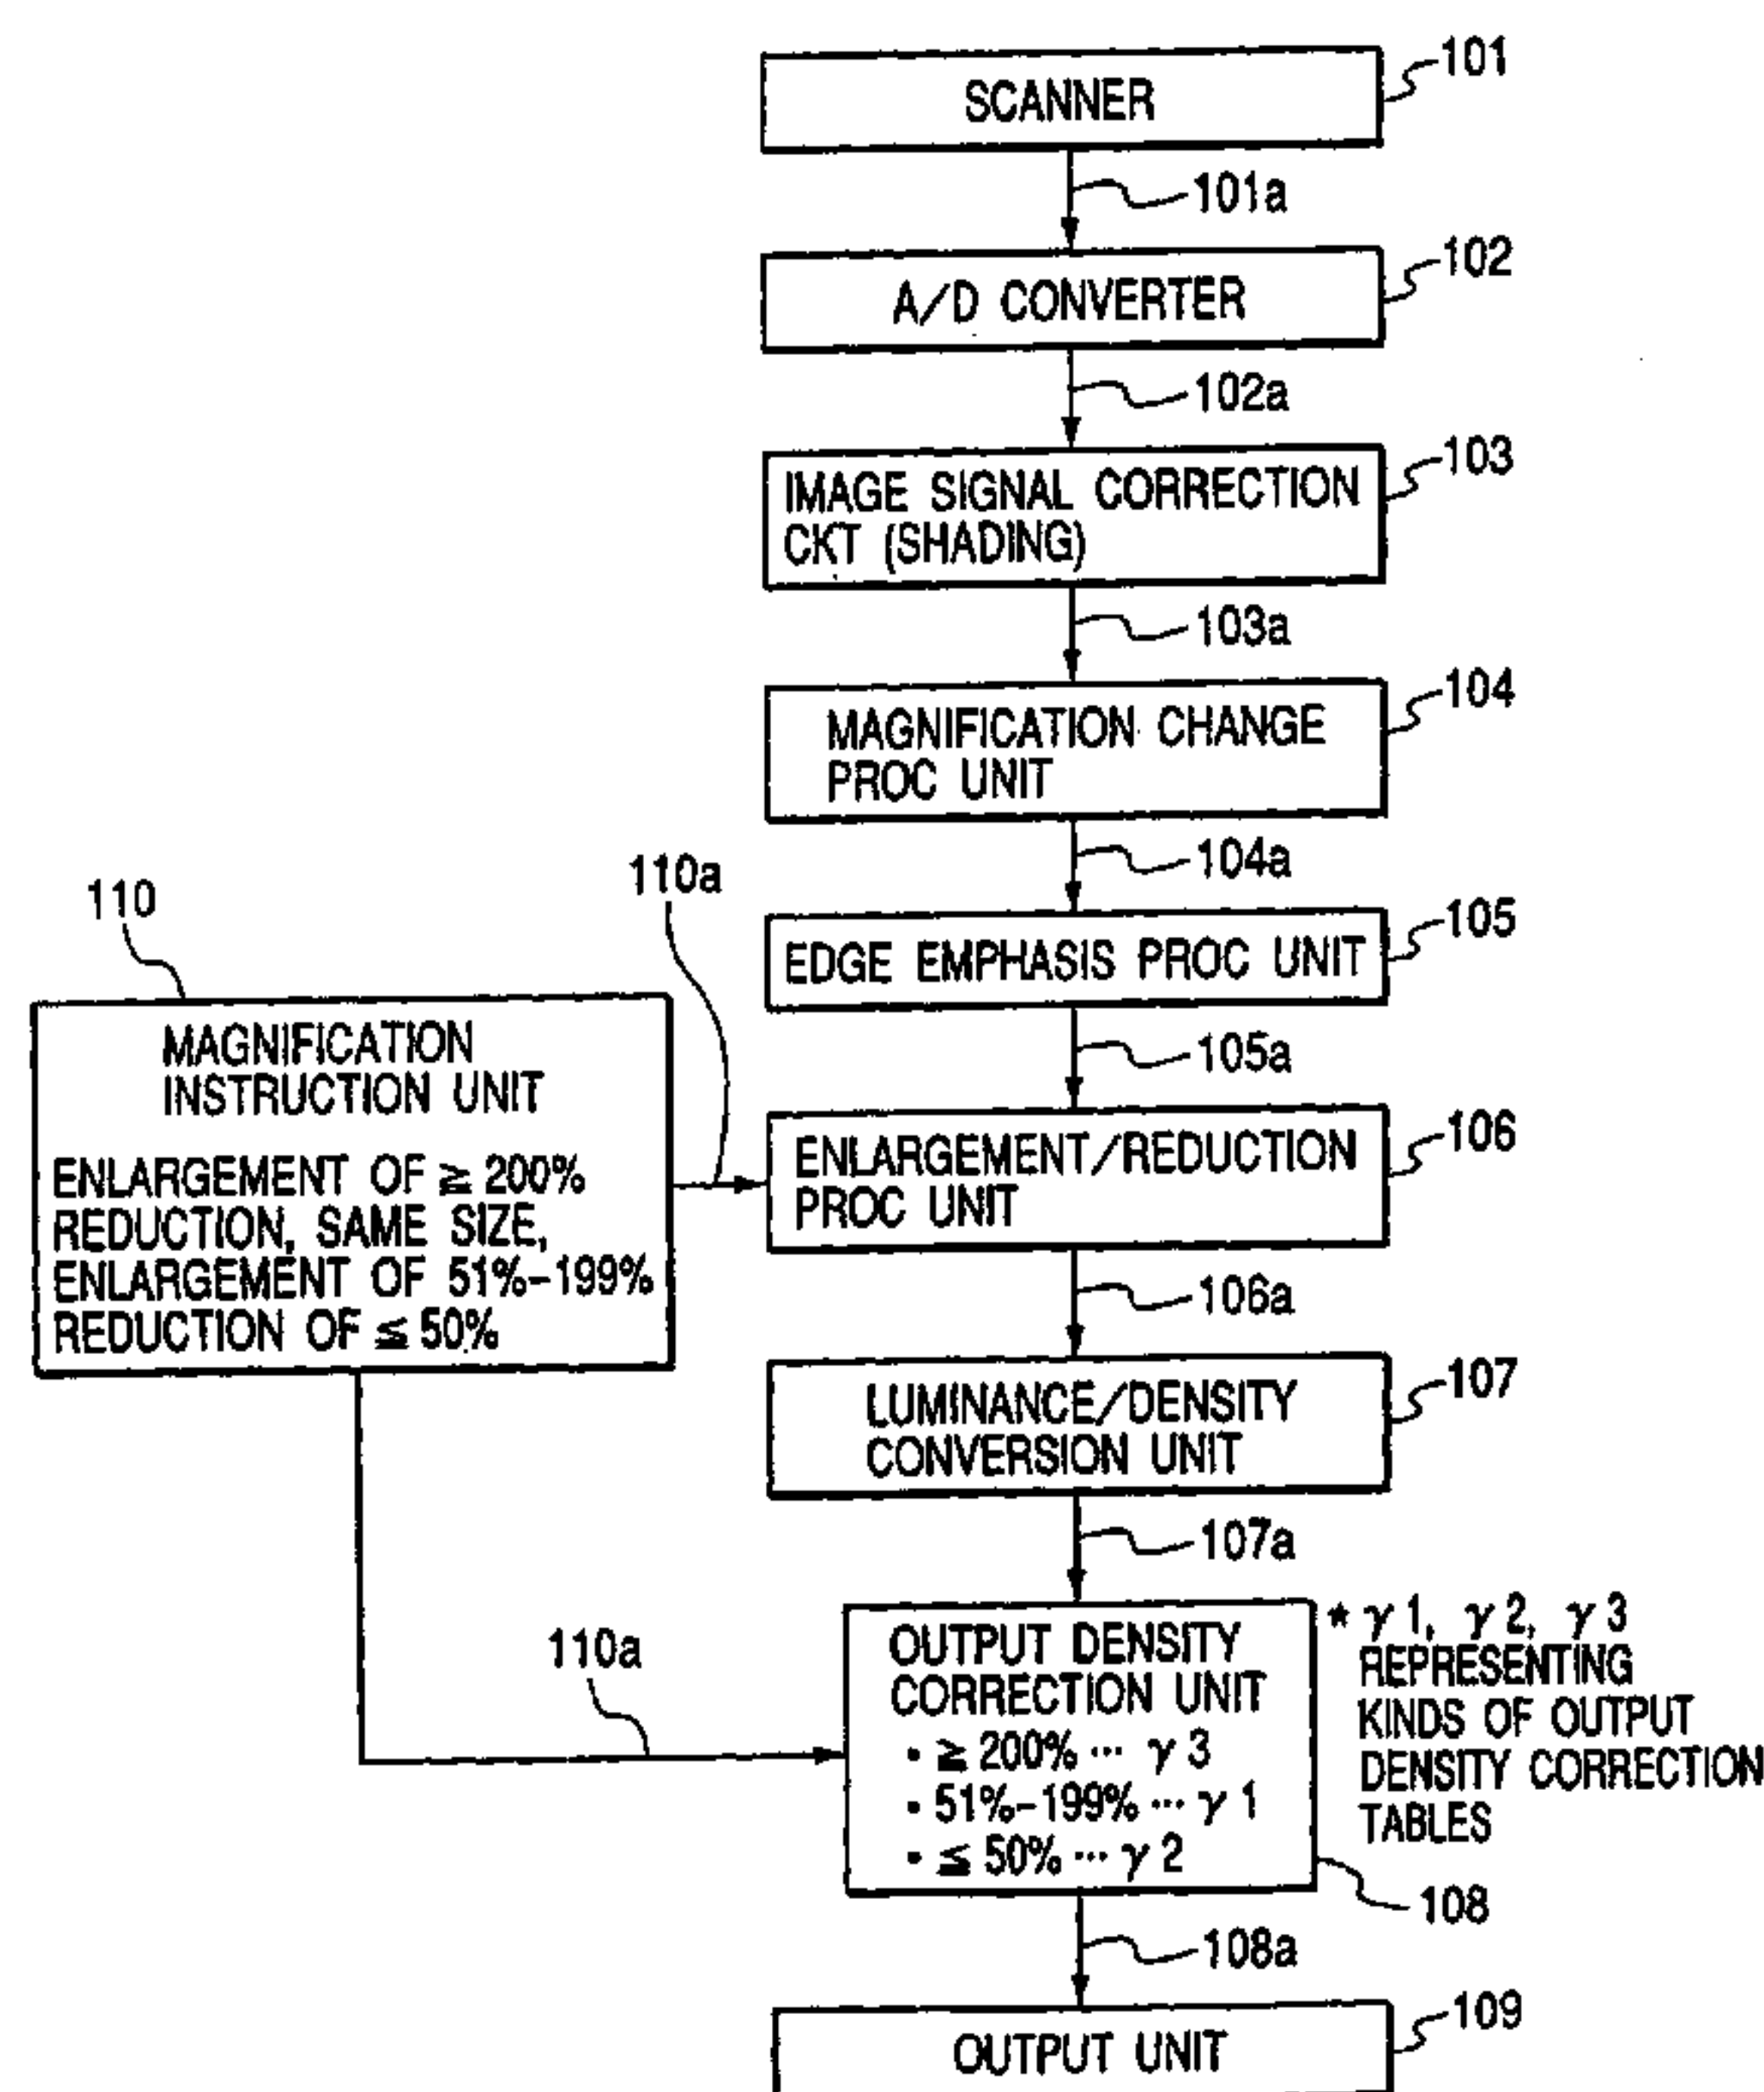 101
SCANNER
101a
102
A/D CONVERTER
102a
103
IMAGE SIGNAL CORRECTION
CKT (SHADING)
103a
104
MAGNIFICATION CHANGE
PROC UNIT
104a
105
EDGE EMPHASIS PROC UNIT
105a
110
110a
MAGNIFICATION
INSTRUCTION UNIT
ENLARGEMENT OF ≧ 200%
REDUCTION, SAME SIZE,
ENLARGEMENT OF 51%-199%
REDUCTION OF ≦ 50%
106
ENLARGEMENT/REDUCTION
PROC UNIT
106a
107
LUMINANCE/DENSITY
CONVERSION UNIT
107a
110a
OUTPUT DENSITY
CORRECTION UNIT
• ≧ 200% ··· γ 3
• 51%-199% ··· γ 1
• ≦ 50% ··· γ 2
* γ 1, γ 2, γ 3
REPRESENTING
KINDS OF OUTPUT
DENSITY CORRECTION
TABLES
108
108a
109
OUTPUT UNIT